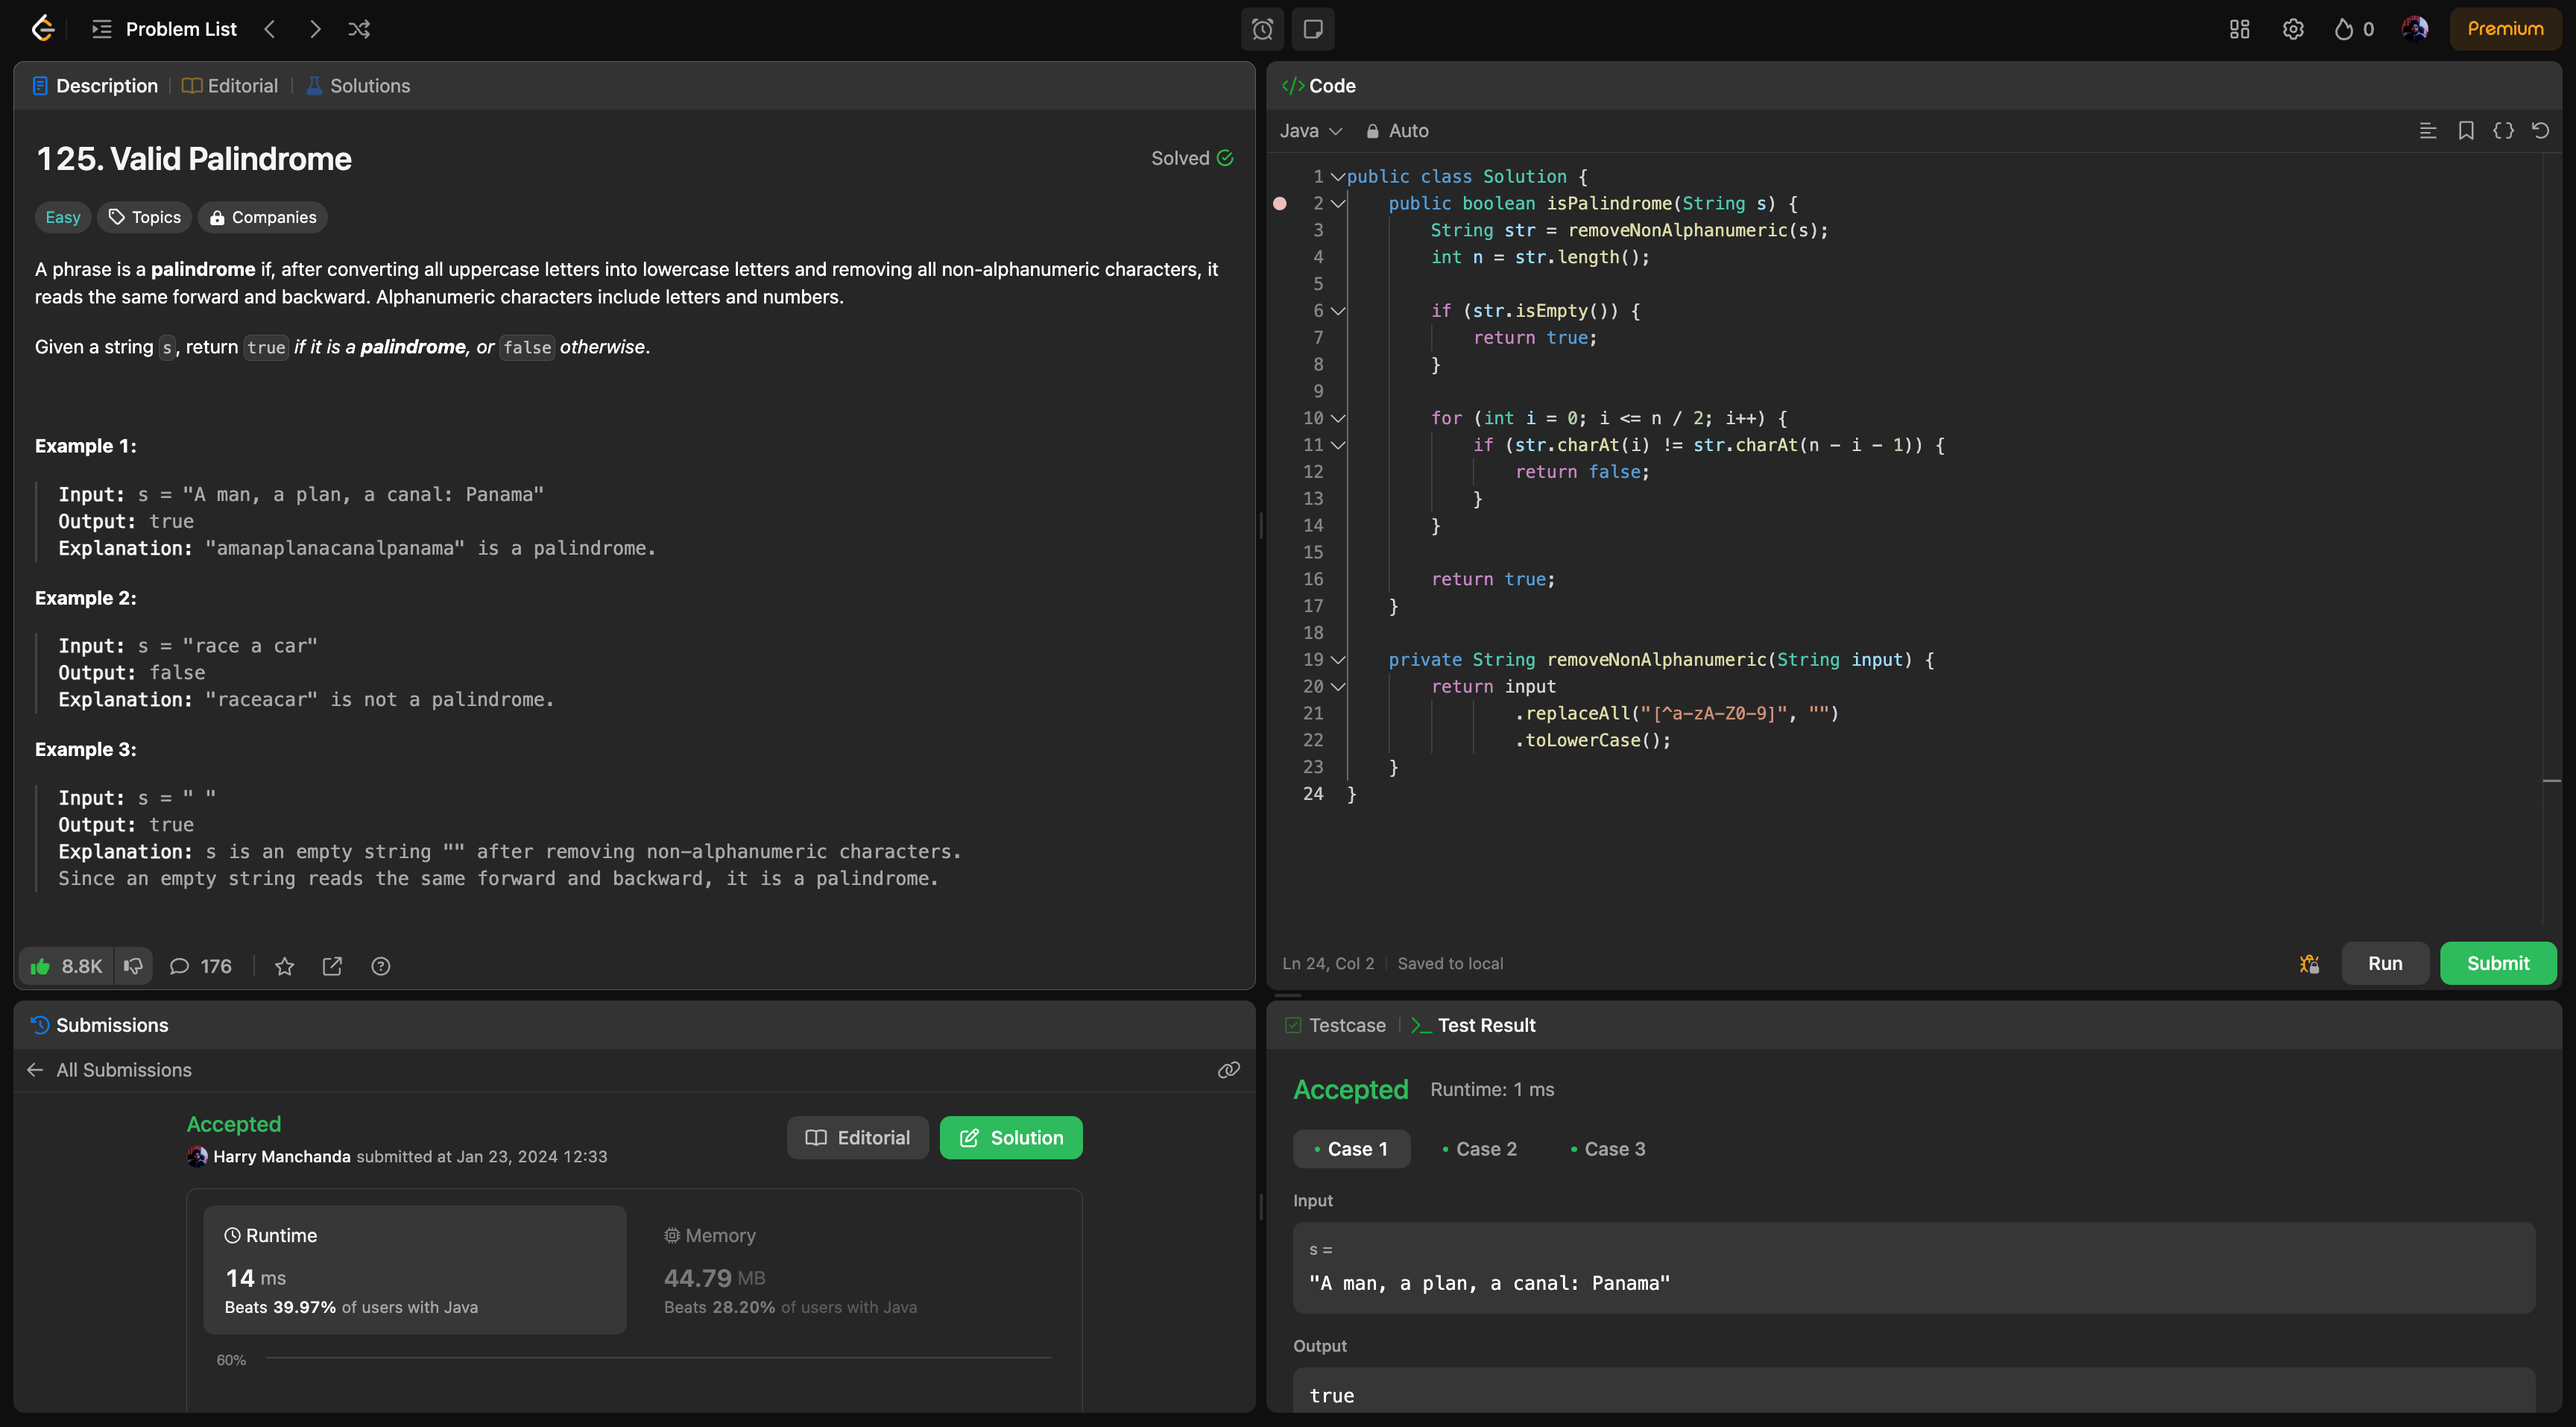 Problem List
0
Premium
Description
Editorial
Solutions
125. Valid Palindrome
Solved
Easy
Topics
Companies
A phrase is a palindrome if, after converting all uppercase letters into lowercase letters and removing all non-alphanumeric characters, it
reads the same forward and backward. Alphanumeric characters include letters and numbers.
Given a string s, return true if it is a palindrome, or false otherwise.
Example 1:
Input: s = "A man, a plan, a canal: Panama"
Output: true
Explanation: "amanaplanacanalpanama" is a palindrome.
Example 2:
Input: s = "race a car"
Output: false
Explanation: "raceacar" is not a palindrome.
Example 3:
Input: s = " "
Output: true
Explanation: s is an empty string "" after removing non-alphanumeric characters.
Since an empty string reads the same forward and backward, it is a palindrome.
8.8K
176
</> Code
Java
Auto
1 public class Solution {
2     public boolean isPalindrome(String s) {
3         String str = removeNonAlphanumeric(s);
4         int n = str.length();
5
6         if (str.isEmpty()) {
7             return true;
8         }
9
10         for (int i = 0; i <= n / 2; i++) {
11             if (str.charAt(i) != str.charAt(n - i - 1)) {
12                 return false;
13             }
14         }
15
16         return true;
17     }
18
19     private String removeNonAlphanumeric(String input) {
20         return input
21                 .replaceAll("[^a-zA-Z0-9]", "")
22                 .toLowerCase();
23     }
24 }
Ln 24, Col 2
Saved to local
Run
Submit
Submissions
All Submissions
Accepted
Harry Manchanda submitted at Jan 23, 2024 12:33
Editorial
Solution
Runtime
14 ms
Beats 39.97% of users with Java
Memory
44.79 MB
Beats 28.20% of users with Java
60%
Testcase
Test Result
Accepted
Runtime: 1 ms
Case 1
Case 2
Case 3
Input
s =
"A man, a plan, a canal: Panama"
Output
true